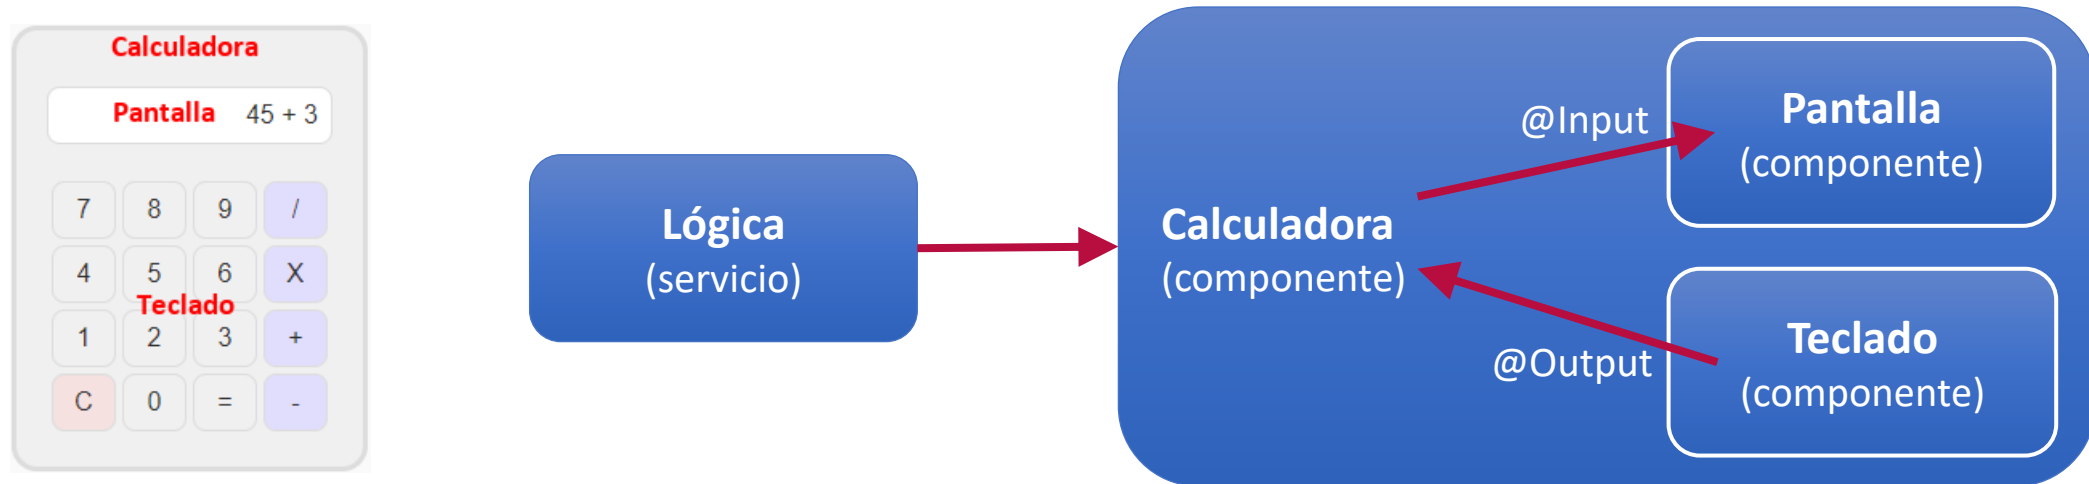 Calculadora
Pantalla 45 + 3
7 8 9 /
4 5 6 X
Teclado
1 2 3 +
C 0 = -
Lógica
(servicio)
Calculadora
(componente)
@Input
Pantalla
(componente)
@Output
Teclado
(componente)